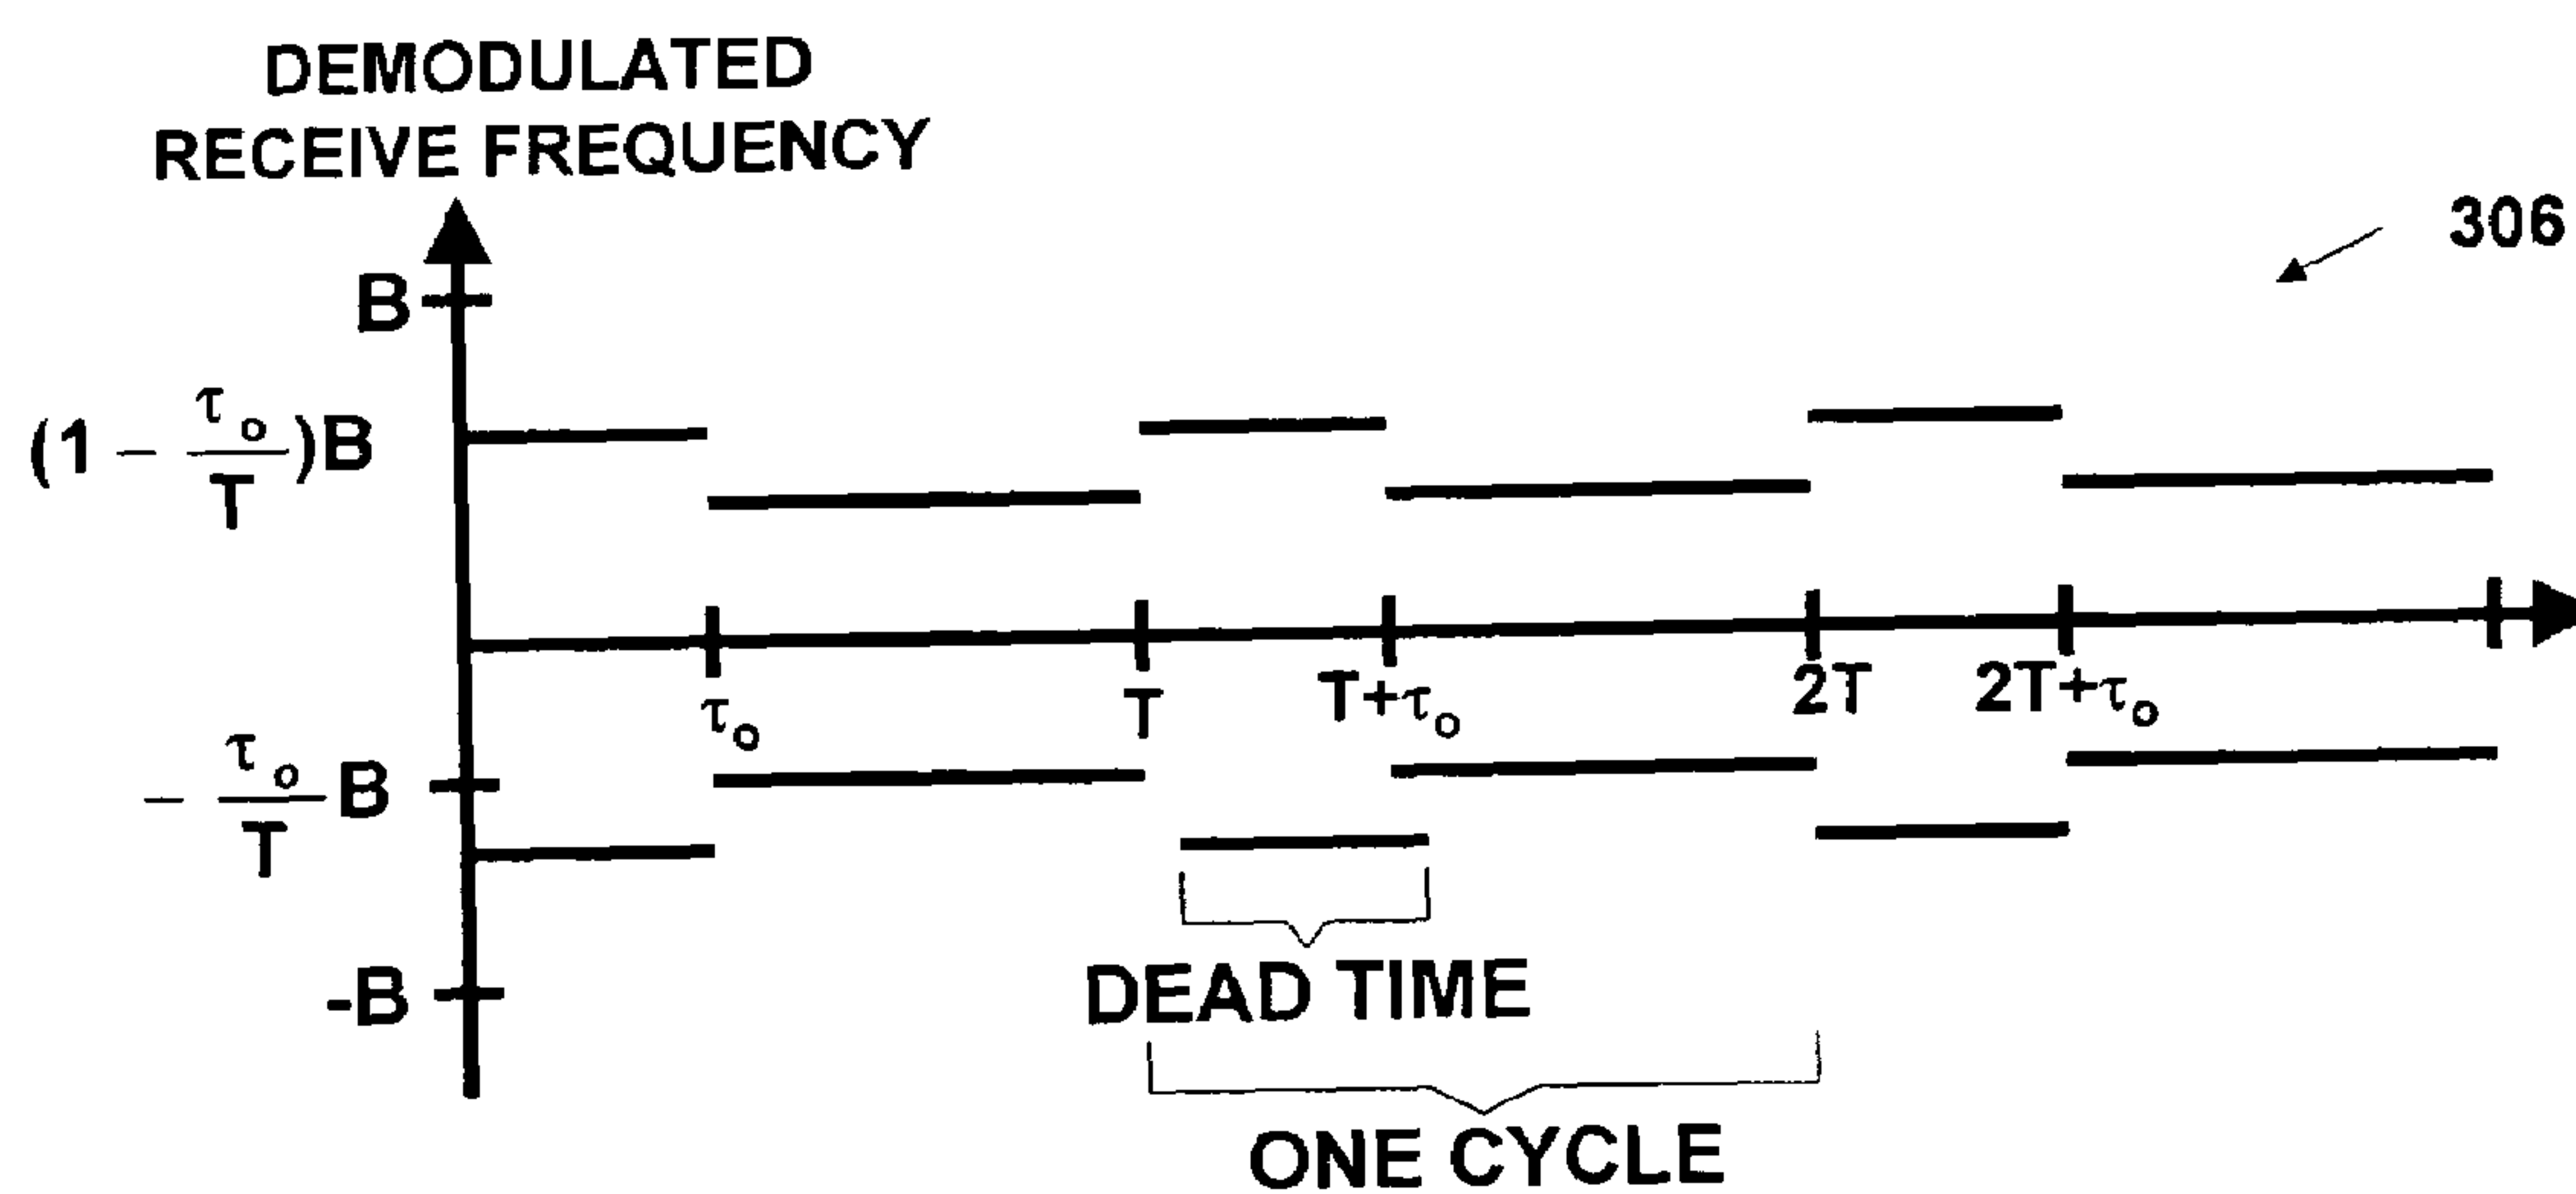 DEMODULATED
RECEIVE FREQUENCY
306
B
(1 − τo/T)B
τo
T
T+τo
2T
2T+τo
− τo/T B
-B
DEAD TIME
ONE CYCLE